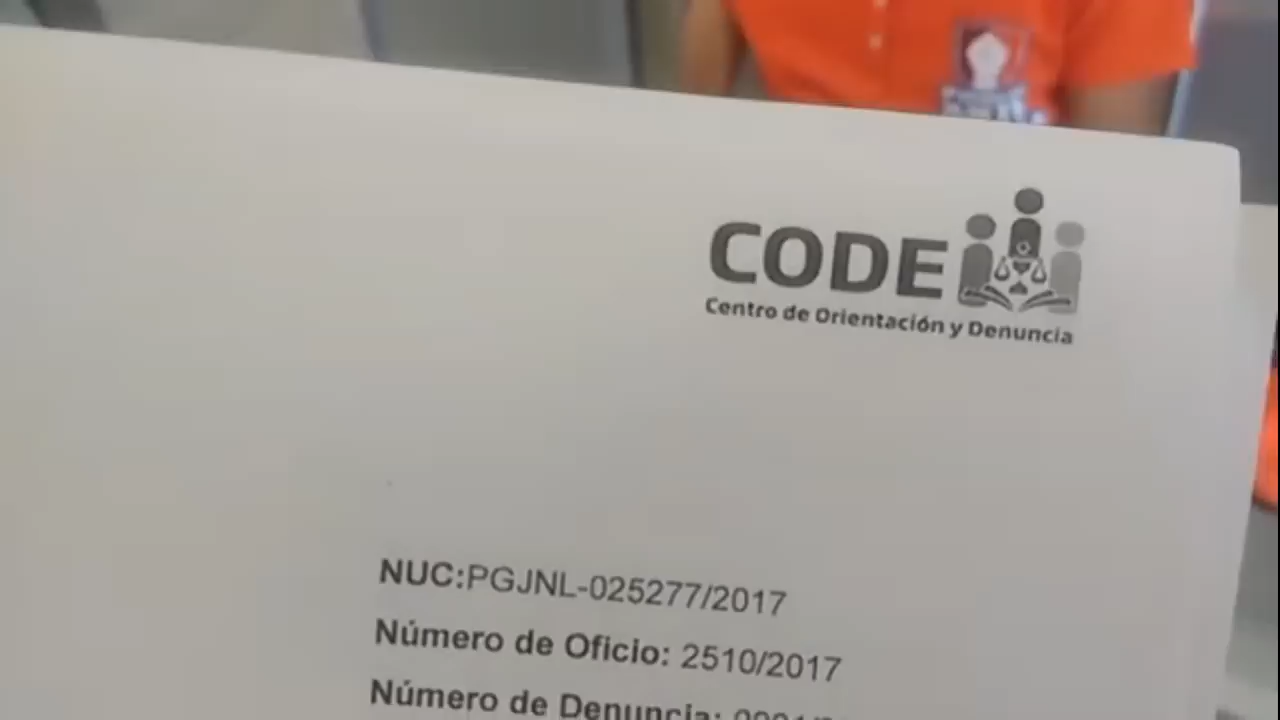 CODE
Centro de Orientación y Denuncia
NUC:PGJNL-025277/2017
Número de Oficio: 2510/2017
Número de Denuncia: